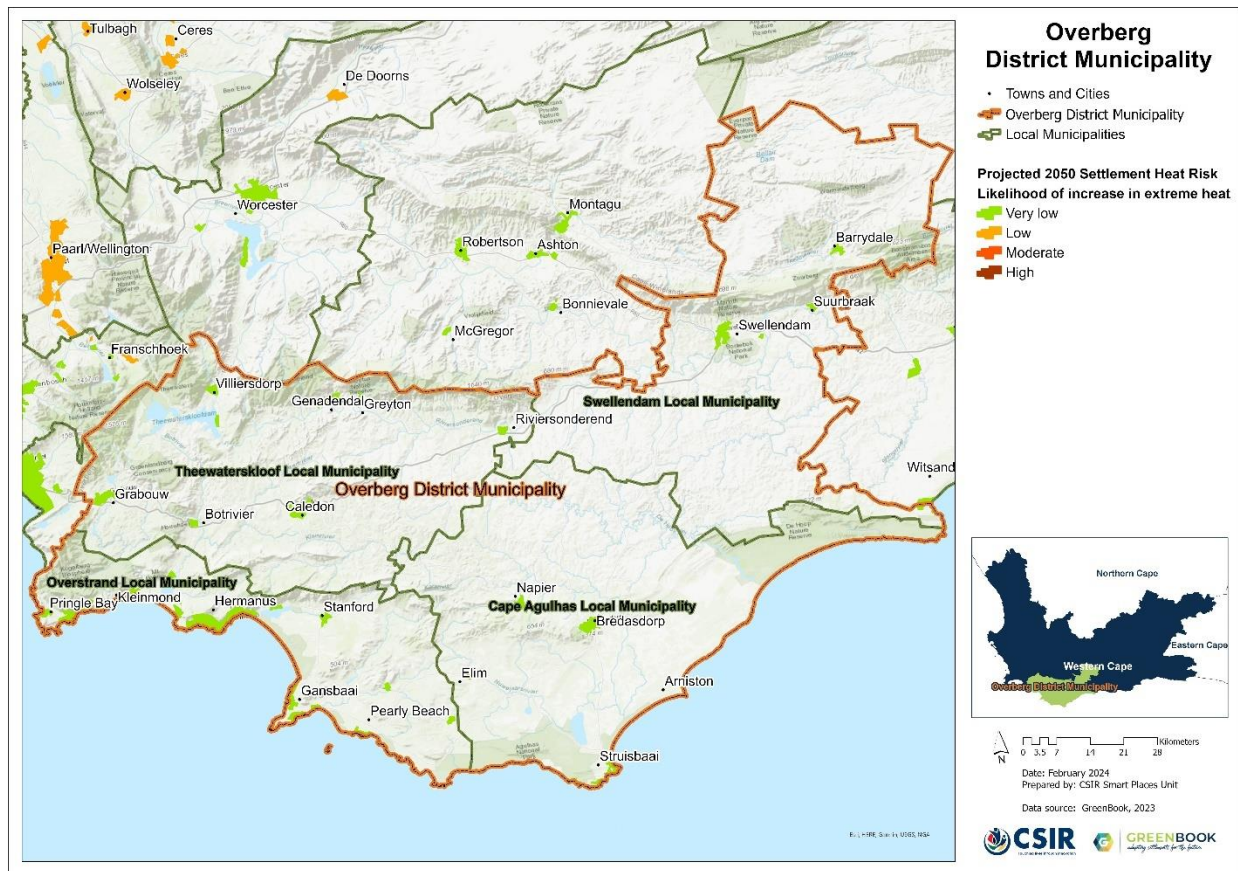 Overberg
District Municipality
Towns and Cities
Overberg District Municipality
Local Municipalities
Projected 2050 Settlement Heat Risk
Likelihood of increase in extreme heat
Very low
Low
Moderate
High
Tulbagh
Ceres
Wolseley
De Doorns
Worcester
Montagu
Paarl/Wellington
Robertson
Ashton
Barrydale
Bonnievale
Suurbraak
McGregor
Swellendam
Franschhoek
Villiersdorp
Genadendal
Greyton
Swellendam Local Municipality
Riviersonderend
Theewaterskloof Local Municipality
Overberg District Municipality
Witsand
Grabouw
Caledon
Botrivier
Overstrand Local Municipality
Pringle Bay
Kleinmond
Hermanus
Stanford
Napier
Cape Agulhas Local Municipality
Bredasdorp
Elim
Arniston
Gansbaai
Pearly Beach
Struisbaai
Northern Cape
Eastern Cape
Western Cape
Overberg District Municipality
N
0 3.5 7 14 21 28 Kilometers
Date: February 2024
Prepared by: CSIR Smart Places Unit
Data source: GreenBook, 2023
CSIR
GREENBOOK
adapting settlements for the future